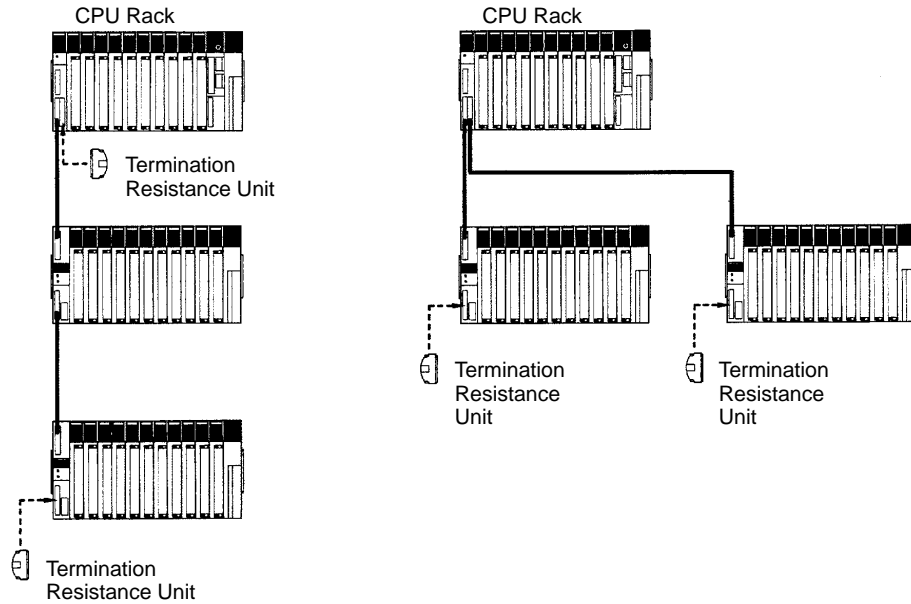 CPU Rack
Termination
Resistance Unit
Termination
Resistance Unit
CPU Rack
Termination
Resistance
Unit
Termination
Resistance
Unit